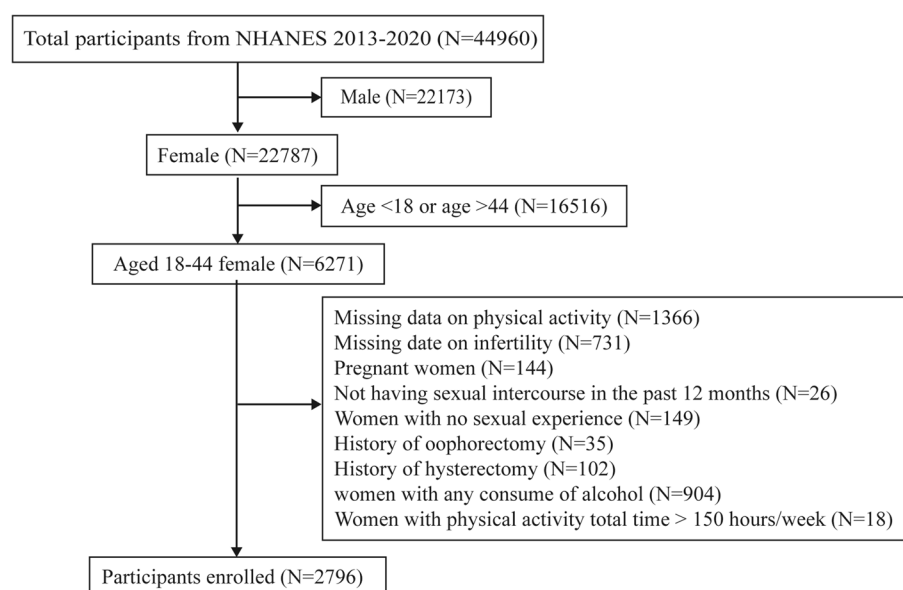 Total participants from NHANES 2013-2020 (N=44960)
Male (N=22173)
Female (N=22787)
Age <18 or age >44 (N=16516)
Aged 18-44 female (N=6271)
Missing data on physical activity (N=1366)
Missing date on infertility (N=731)
Pregnant women (N=144)
Not having sexual intercourse in the past 12 months (N=26)
Women with no sexual experience (N=149)
History of oophorectomy (N=35)
History of hysterectomy (N=102)
women with any consume of alcohol (N=904)
Women with physical activity total time > 150 hours/week (N=18)
Participants enrolled (N=2796)